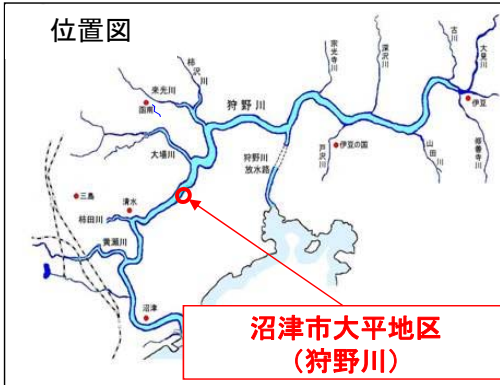 位置図
柿沢川
来光川
函南
大場川
三島
清水
柿田川
黄瀬川
沼津
狩野川
狩野川
放水路
宗光寺川
深沢川
戸沢川
伊豆の国
山田川
古川
大見川
伊豆
修善寺川
沼津市大平地区
(狩野川)